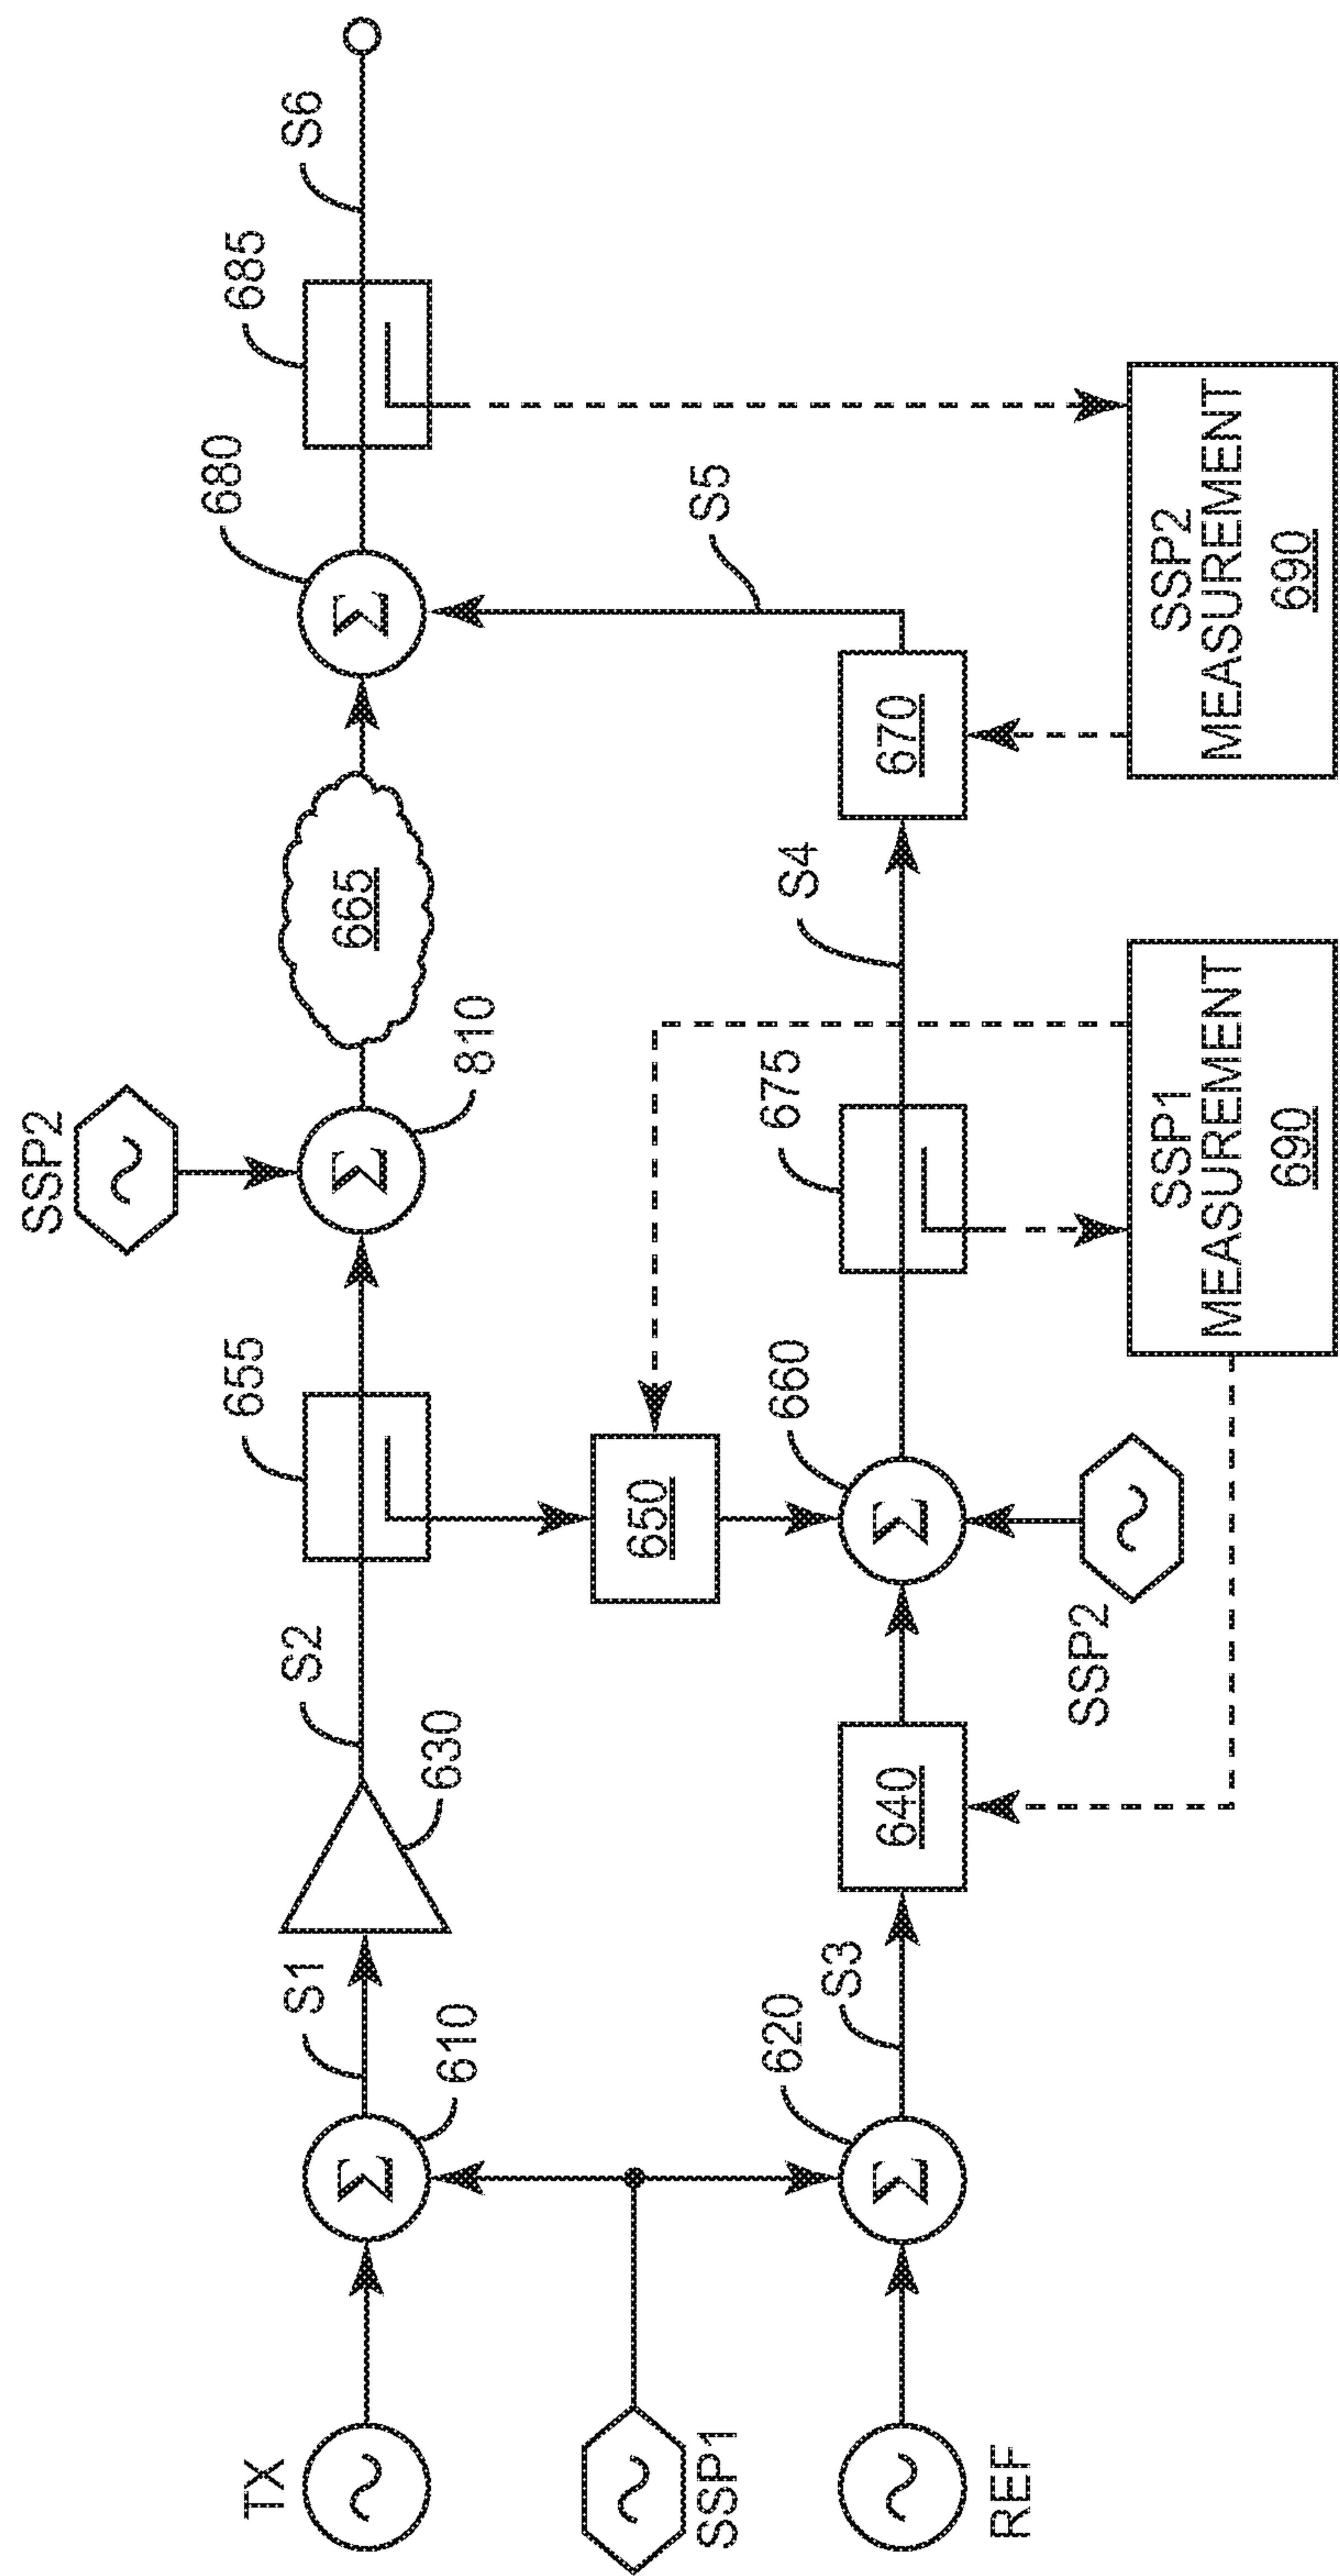 SSP2
S6
685
680
655
810
665
S2
S1
630
610
S5
675
S4
660
650
670
620
S3
640
SSP2
TX
SSP1
REF
SSP1
MEASUREMENT
690
SSP2
MEASUREMENT
690
Σ
Σ
Σ
Σ
Σ